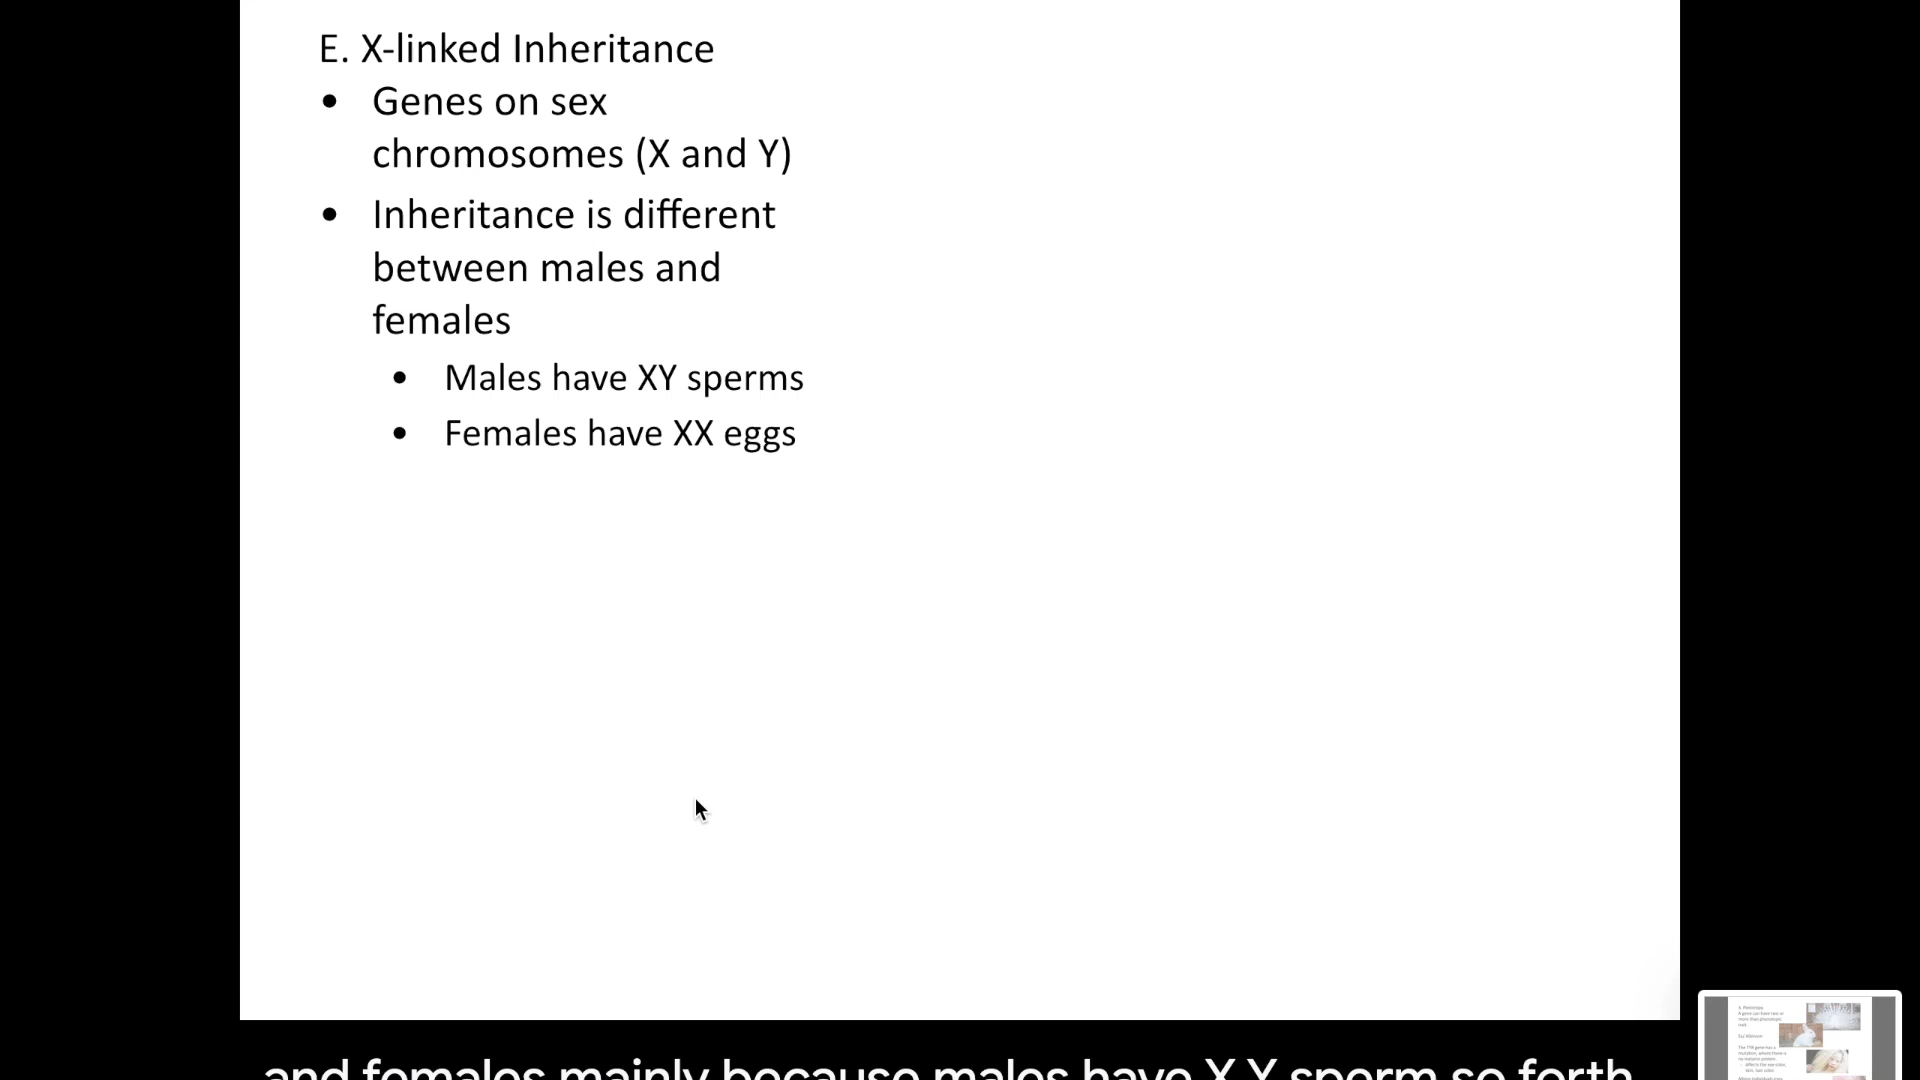 E. X-linked Inheritance
• Genes on sex
chromosomes (X and Y)
• Inheritance is different
between males and
females
• Males have XY sperms
• Females have XX eggs
and females mainly because males have X Y sperm so forth